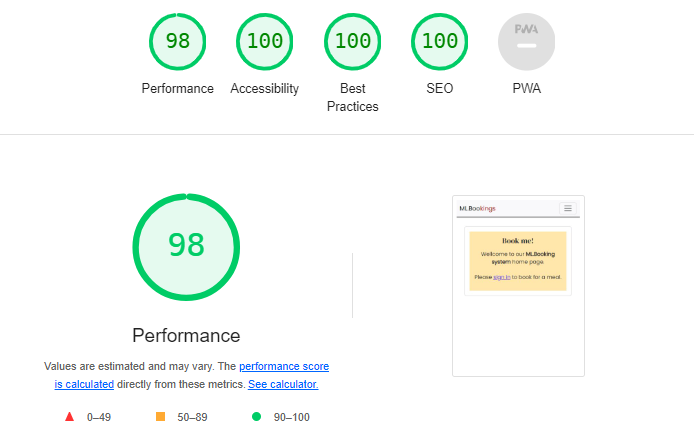 98 100 100 100 PWA
Performance Accessibility Best Practices SEO PWA
98
Performance
Values are estimated and may vary. The performance score
is calculated directly from these metrics. See calculator.
0–49 50–89 90–100
MLBookings
Book me!
Welcome to our MLBooking
system home page.
Please sign in to book for a meal.